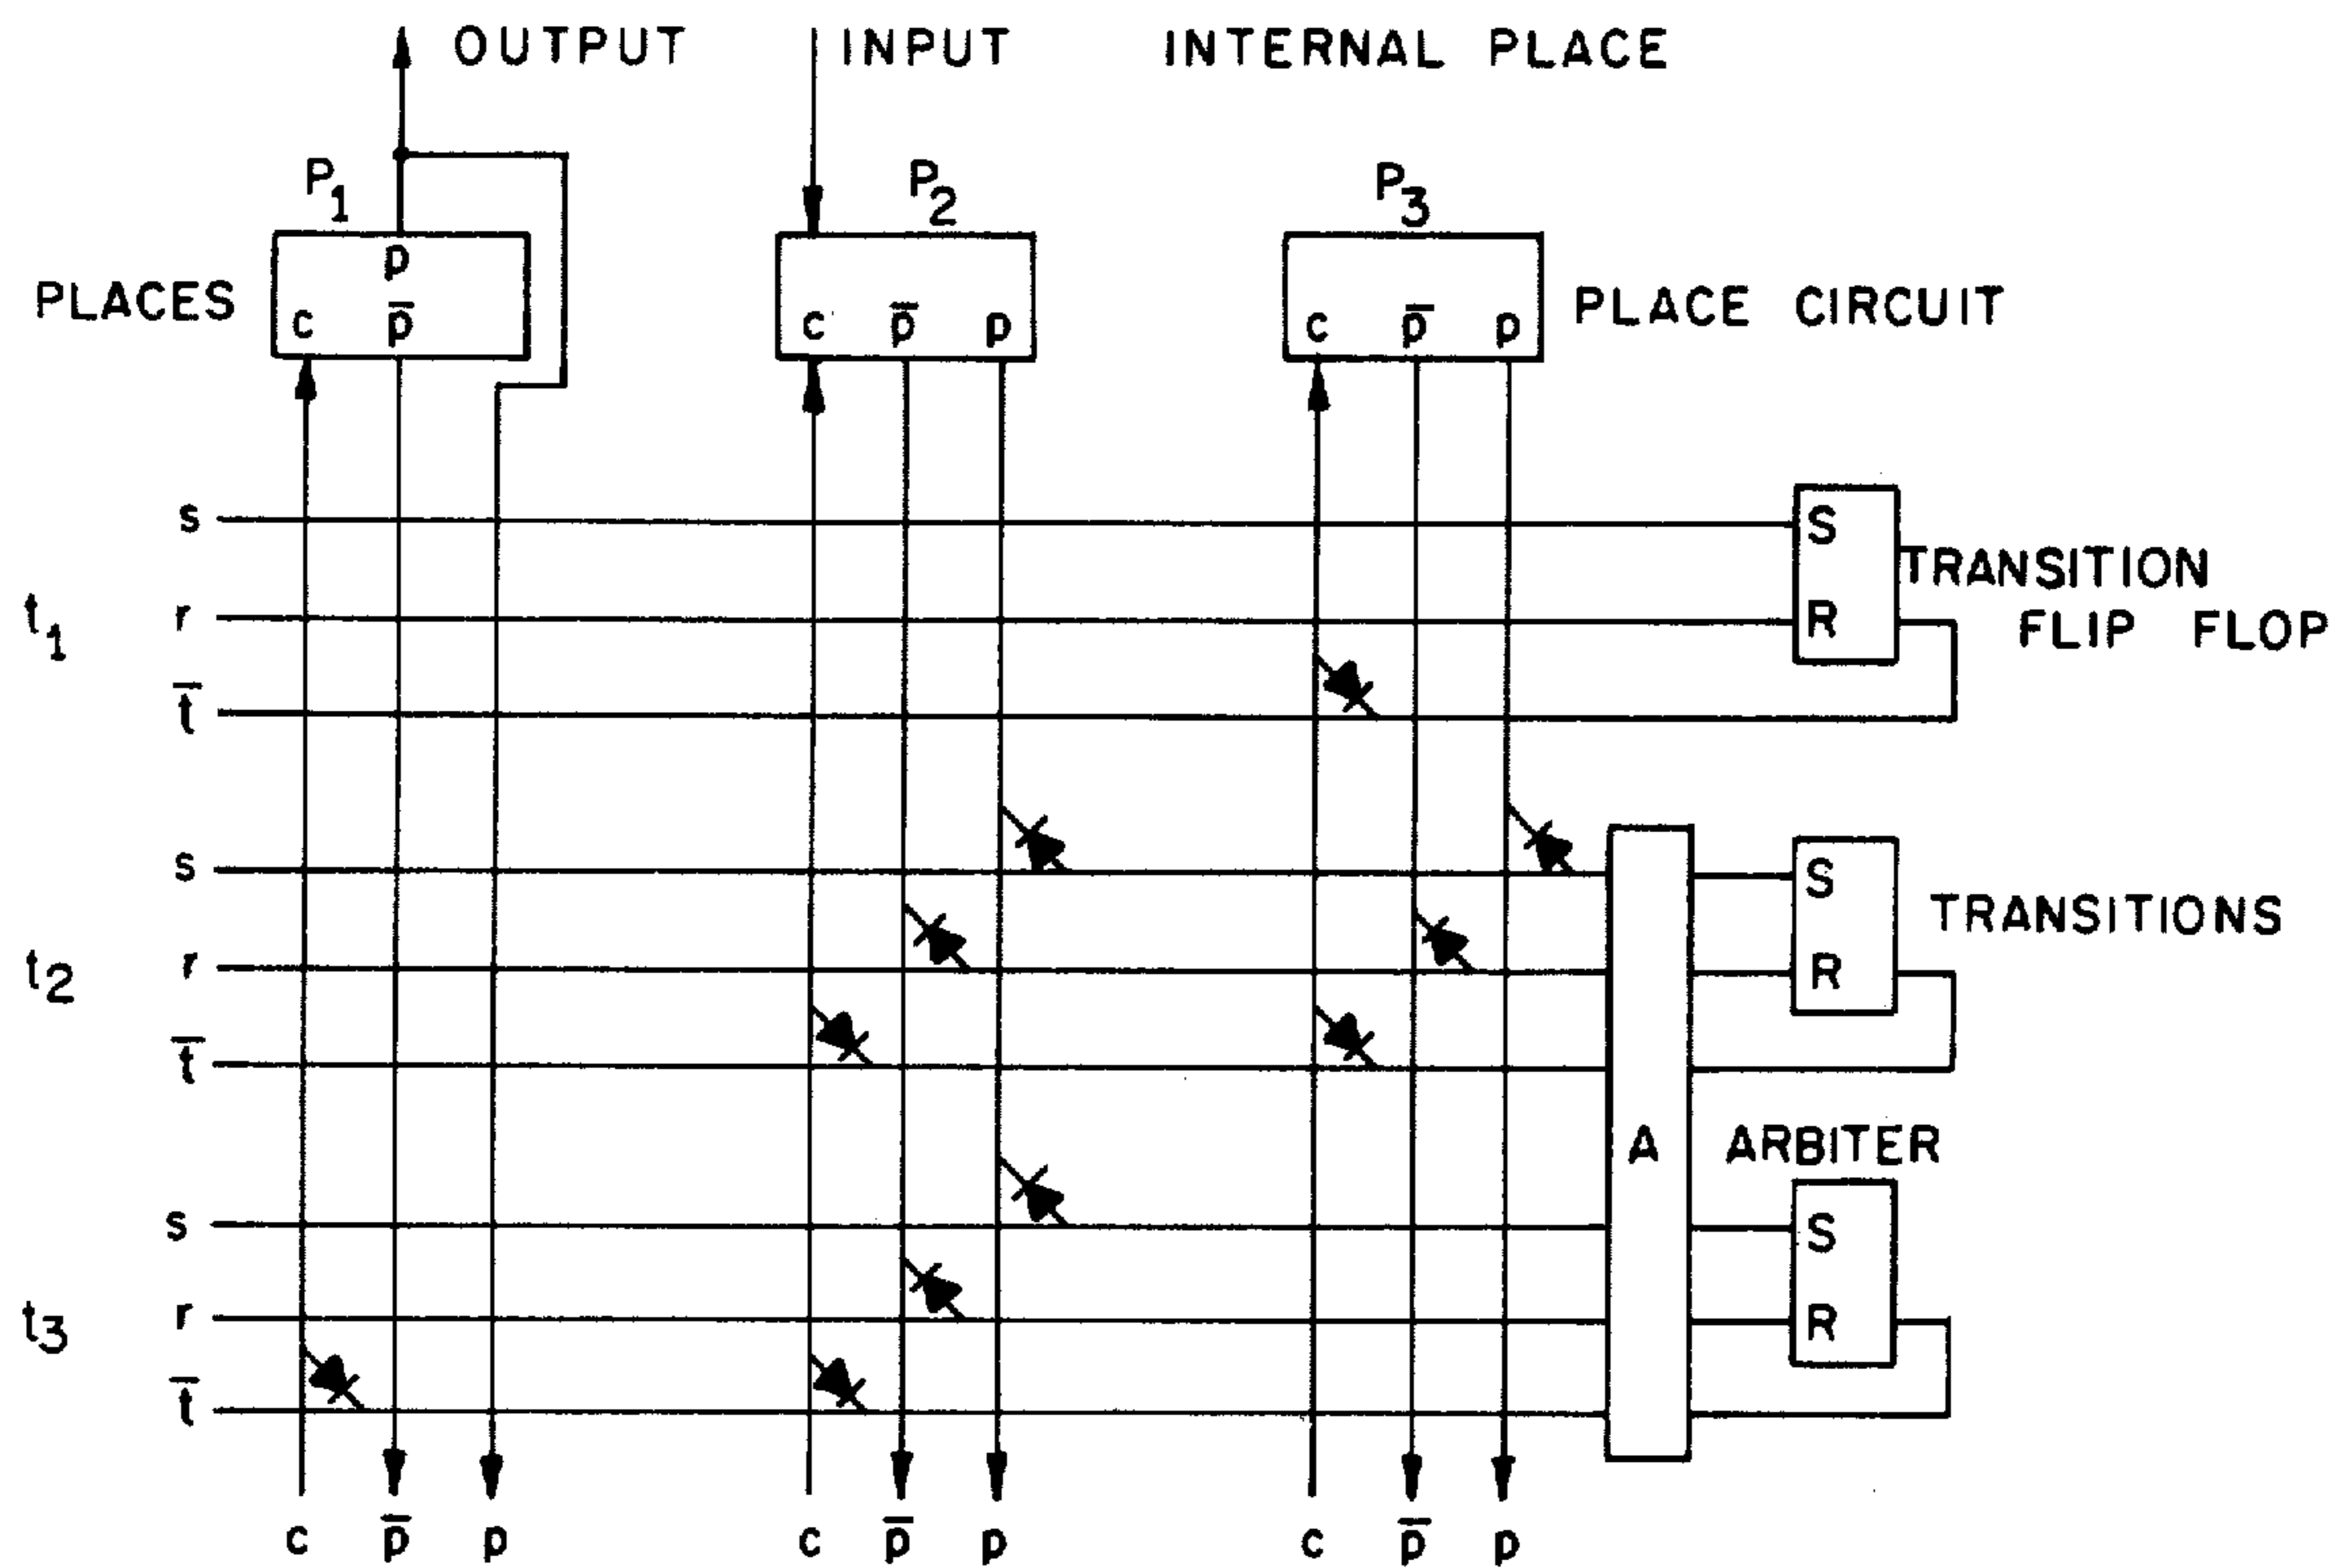 OUTPUT INPUT INTERNAL PLACE
P1 P2 P3
p
PLACES c p̅ c p̅ p c p̅ p PLACE CIRCUIT
s S
TRANSITION
t1 r R FLIP FLOP
t̅
s S
TRANSITIONS
t2 r R
t̅
A ARBITER
s S
t3 r R
t̅
c p̅ p c p̅ p c p̅ p